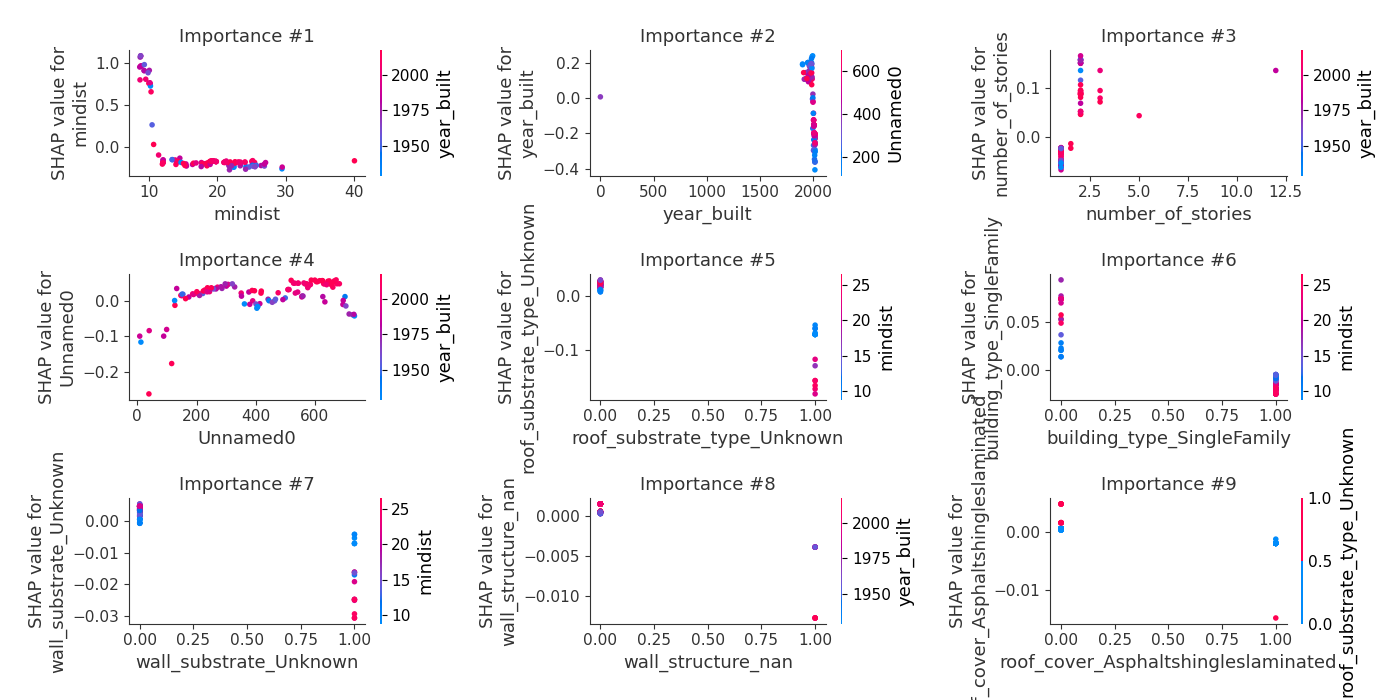 Importance #1
SHAP value for
mindist
1.0
0.5
0.0
10
20
30
40
mindist
2000
1975
1950
year_built
Importance #2
SHAP value for
year_built
0.2
0.0
−0.2
−0.4
0
500
1000
1500
2000
year_built
600
400
200
Unnamed0
Importance #3
SHAP value for
number_of_stories
0.1
0.0
2.5
5.0
7.5
10.0
12.5
number_of_stories
2000
1975
1950
year_built
Importance #4
SHAP value for
Unnamed0
0.0
−0.1
−0.2
0
200
400
600
Unnamed0
2000
1975
1950
year_built
Importance #5
SHAP value for
roof_substrate_type_Unknown
0.0
−0.1
0.00
0.25
0.50
0.75
1.00
roof_substrate_type_Unknown
25
20
15
10
mindist
Importance #6
SHAP value for
building_type_SingleFamily
0.05
0.00
0.00
0.25
0.50
0.75
1.00
building_type_SingleFamily
25
20
15
10
mindist
Importance #7
SHAP value for
wall_substrate_Unknown
0.00
−0.01
−0.02
−0.03
0.00
0.25
0.50
0.75
1.00
wall_substrate_Unknown
25
20
15
10
mindist
Importance #8
SHAP value for
wall_structure_nan
0.000
−0.005
−0.010
0.00
0.25
0.50
0.75
1.00
wall_structure_nan
2000
1975
1950
year_built
Importance #9
SHAP value for
f_cover_Asphaltshingleslaminated
0.00
−0.01
0.00
0.25
0.50
0.75
1.00
roof_cover_Asphaltshingleslaminated
1.0
0.5
0.0
roof_substrate_type_Unknown